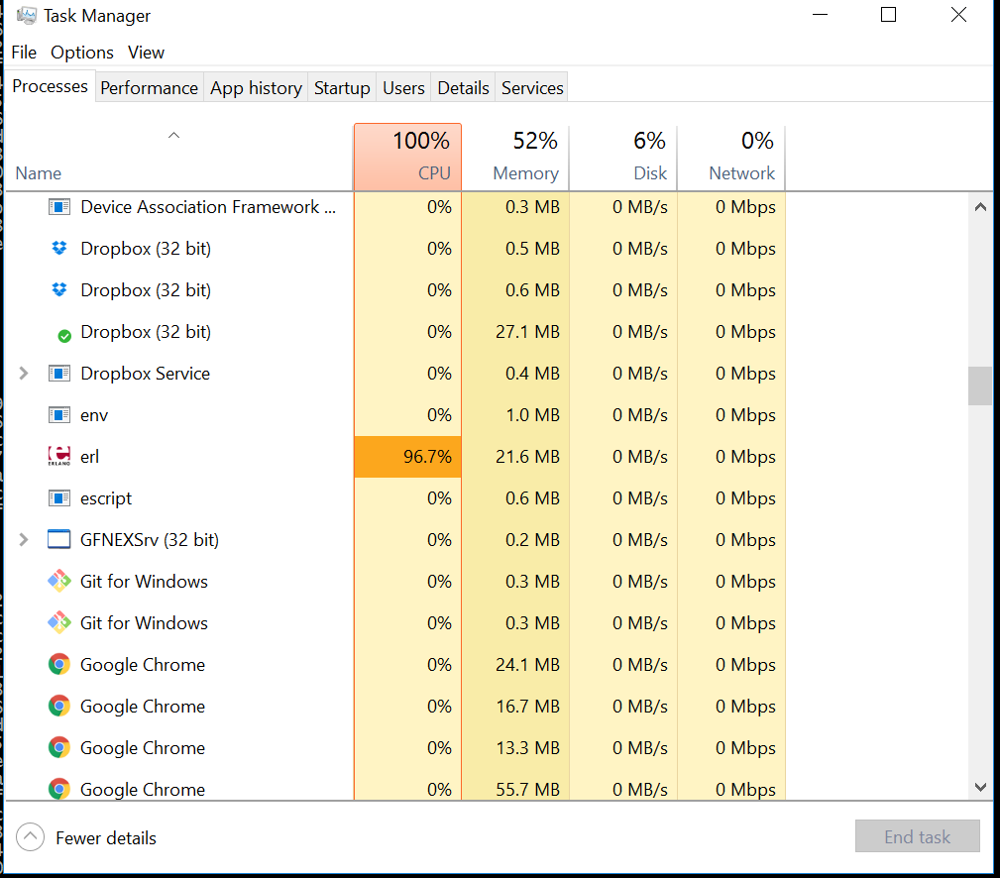 Task Manager
File Options View
Processes Performance App history Startup Users Details Services
100% 52% 6% 0%
Name CPU Memory Disk Network
Device Association Framework ... 0% 0.3 MB 0 MB/s 0 Mbps
Dropbox (32 bit) 0% 0.5 MB 0 MB/s 0 Mbps
Dropbox (32 bit) 0% 0.6 MB 0 MB/s 0 Mbps
Dropbox (32 bit) 0% 27.1 MB 0 MB/s 0 Mbps
Dropbox Service 0% 0.4 MB 0 MB/s 0 Mbps
env 0% 1.0 MB 0 MB/s 0 Mbps
ERLANG erl 96.7% 21.6 MB 0 MB/s 0 Mbps
escript 0% 0.6 MB 0 MB/s 0 Mbps
GFNEXSrv (32 bit) 0% 0.2 MB 0 MB/s 0 Mbps
Git for Windows 0% 0.3 MB 0 MB/s 0 Mbps
Git for Windows 0% 0.3 MB 0 MB/s 0 Mbps
Google Chrome 0% 24.1 MB 0 MB/s 0 Mbps
Google Chrome 0% 16.7 MB 0 MB/s 0 Mbps
Google Chrome 0% 13.3 MB 0 MB/s 0 Mbps
Google Chrome 0% 55.7 MB 0 MB/s 0 Mbps
Fewer details End task